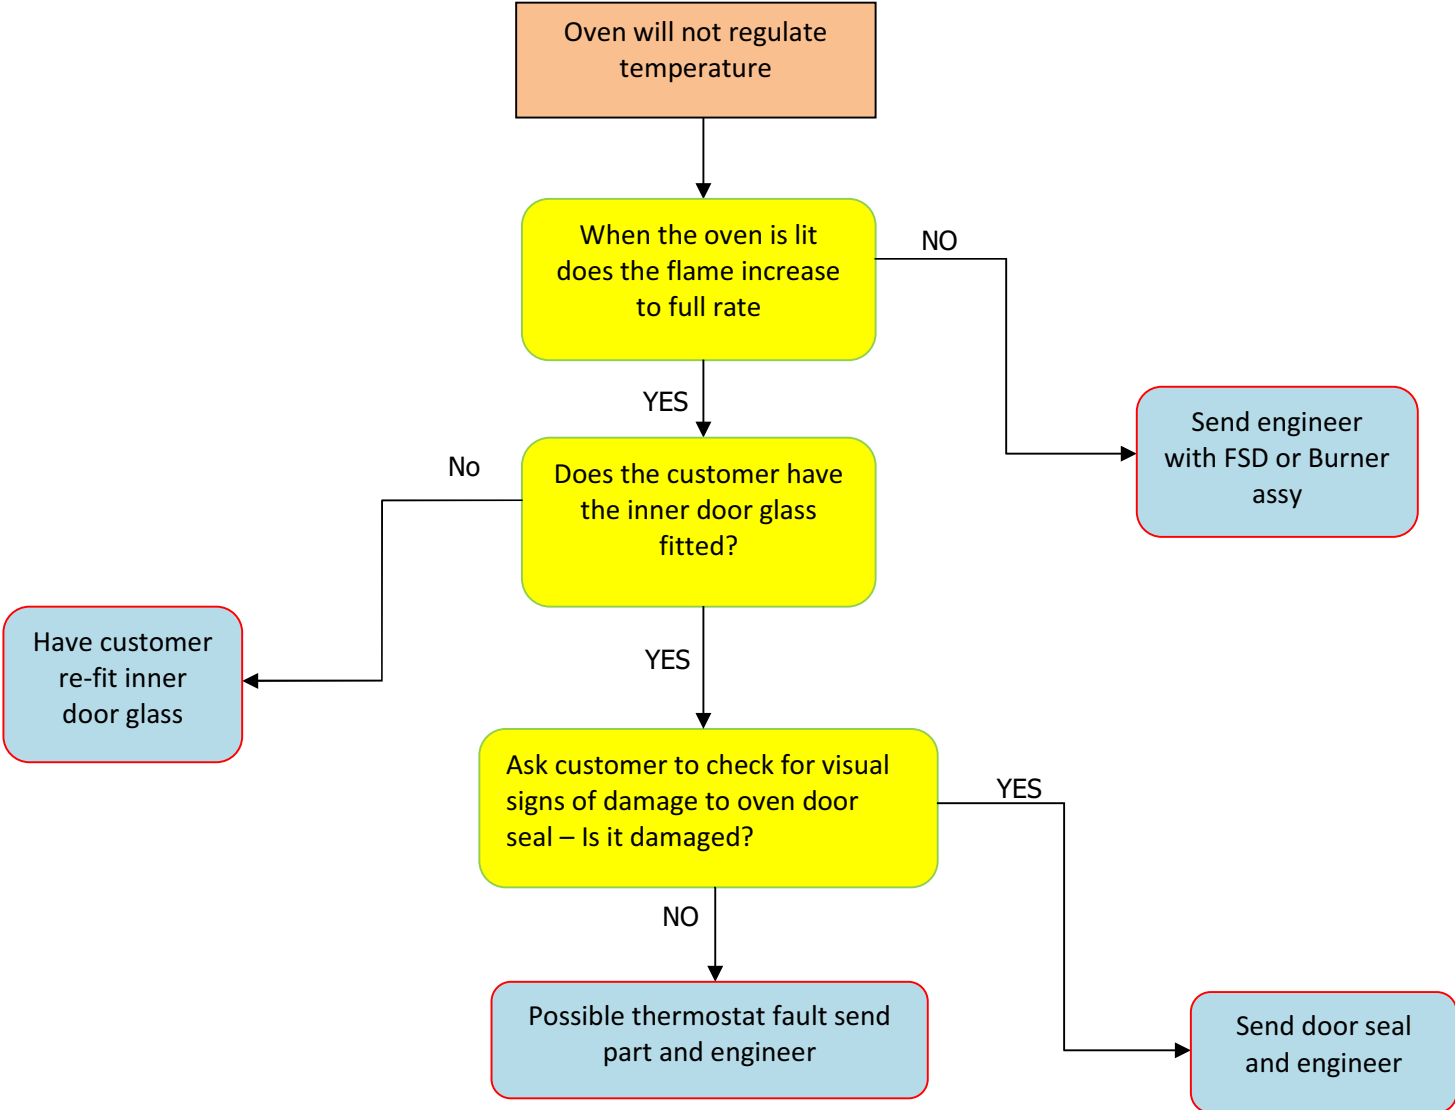 Oven will not regulate
temperature
When the oven is lit
does the flame increase
to full rate
NO
YES
Send engineer
with FSD or Burner
assy
No
Does the customer have
the inner door glass
fitted?
Have customer
re-fit inner
door glass
YES
Ask customer to check for visual
signs of damage to oven door
seal – Is it damaged?
YES
NO
Possible thermostat fault send
part and engineer
Send door seal
and engineer